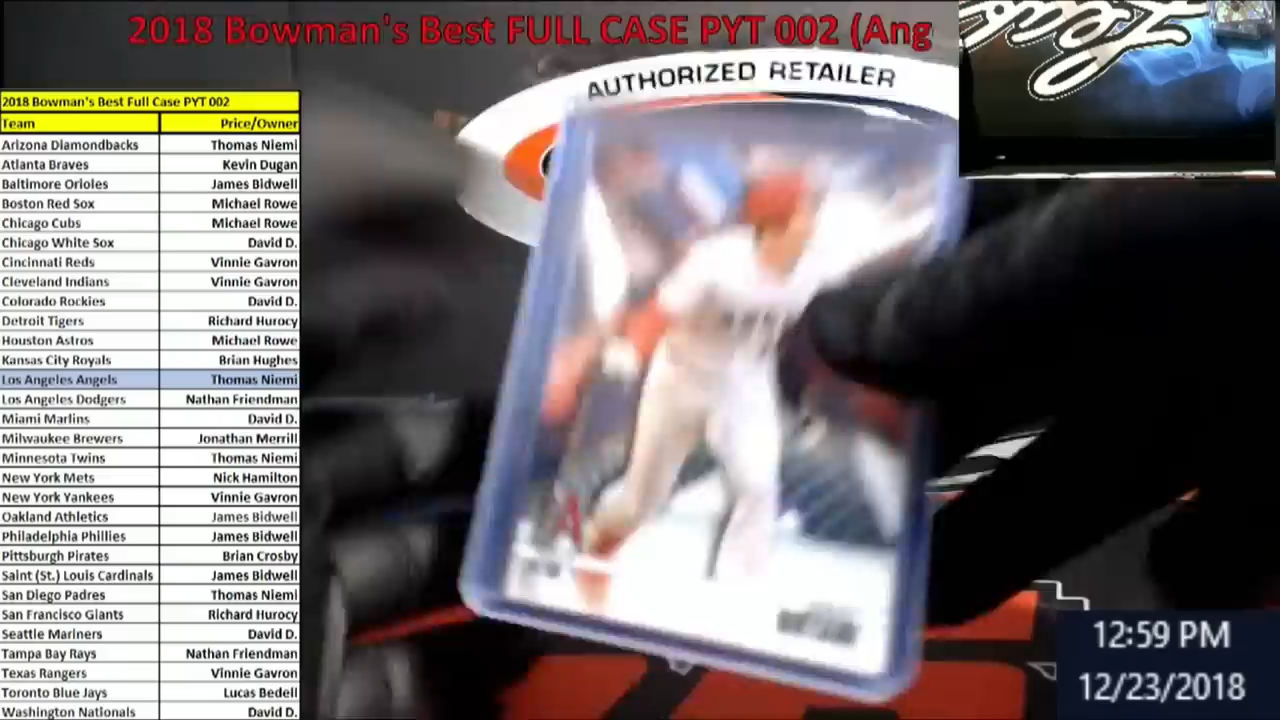 2018 Bowman's Best FULL CASE PYT 002 (Ang
AUTHORIZED RETAILER
2018 Bowman's Best Full Case PYT 002
Team Price/Owner
Arizona Diamondbacks Thomas Niemi
Atlanta Braves Kevin Dugan
Baltimore Orioles James Bidwell
Boston Red Sox Michael Rowe
Chicago Cubs Michael Rowe
Chicago White Sox David D.
Cincinnati Reds Vinnie Gavron
Cleveland Indians Vinnie Gavron
Colorado Rockies David D.
Detroit Tigers Richard Hurocy
Houston Astros Michael Rowe
Kansas City Royals Brian Hughes
Los Angeles Angels Thomas Niemi
Los Angeles Dodgers Nathan Friendman
Miami Marlins David D.
Milwaukee Brewers Jonathan Merrill
Minnesota Twins Thomas Niemi
New York Mets Nick Hamilton
New York Yankees Vinnie Gavron
Oakland Athletics James Bidwell
Philadelphia Phillies James Bidwell
Pittsburgh Pirates Brian Crosby
Saint (St.) Louis Cardinals James Bidwell
San Diego Padres Thomas Niemi
San Francisco Giants Richard Hurocy
Seattle Mariners David D.
Tampa Bay Rays Nathan Friendman
Texas Rangers Vinnie Gavron
Toronto Blue Jays Lucas Bedell
Washington Nationals David D.
12:59 PM
12/23/2018